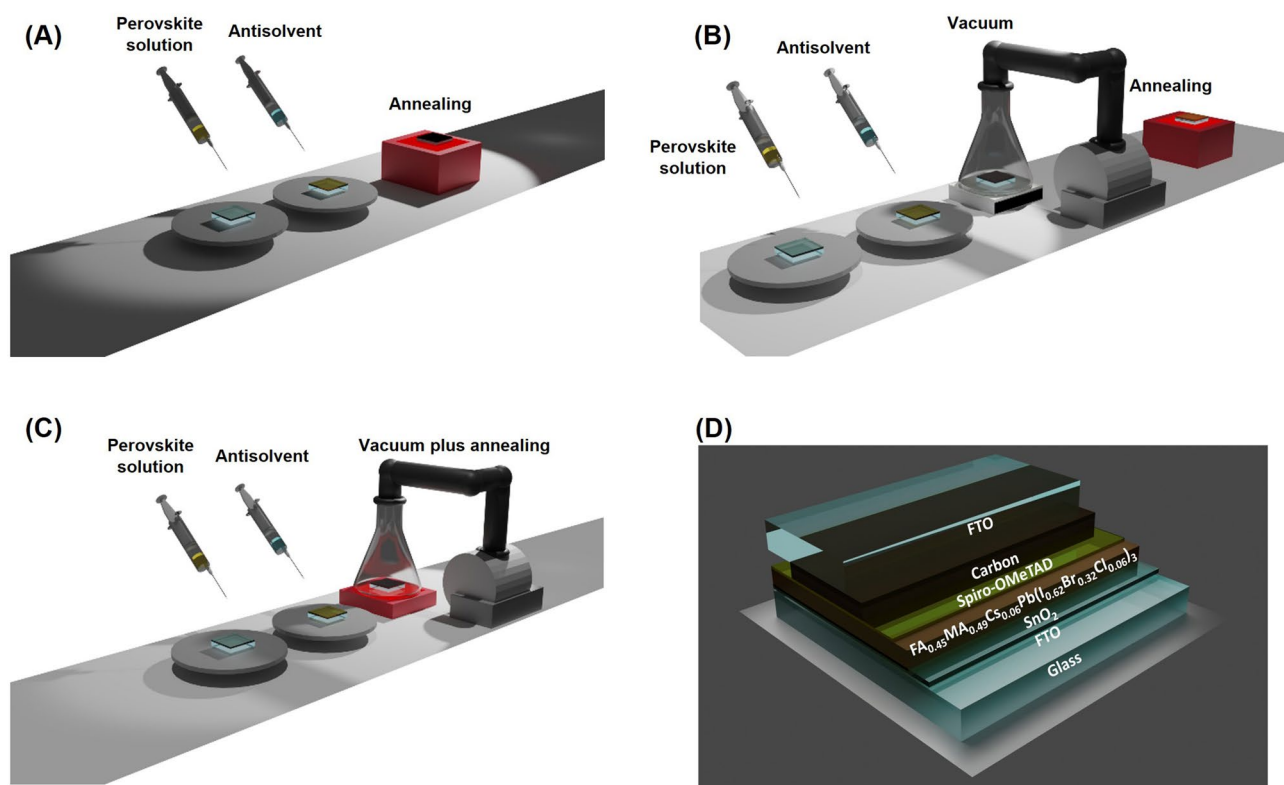 (A)
Perovskite
solution
Antisolvent
Annealing
(B)
Vacuum
Antisolvent
Annealing
Perovskite
solution
(C)
Perovskite
solution
Antisolvent
Vacuum plus annealing
(D)
FTO
Carbon
Spiro-OMeTAD
FA₀.₄₅MA₀.₄₉Cs₀.₀₆Pb(I₀.₆₂Br₀.₃₂Cl₀.₀₆)₃
SnO₂
FTO
Glass